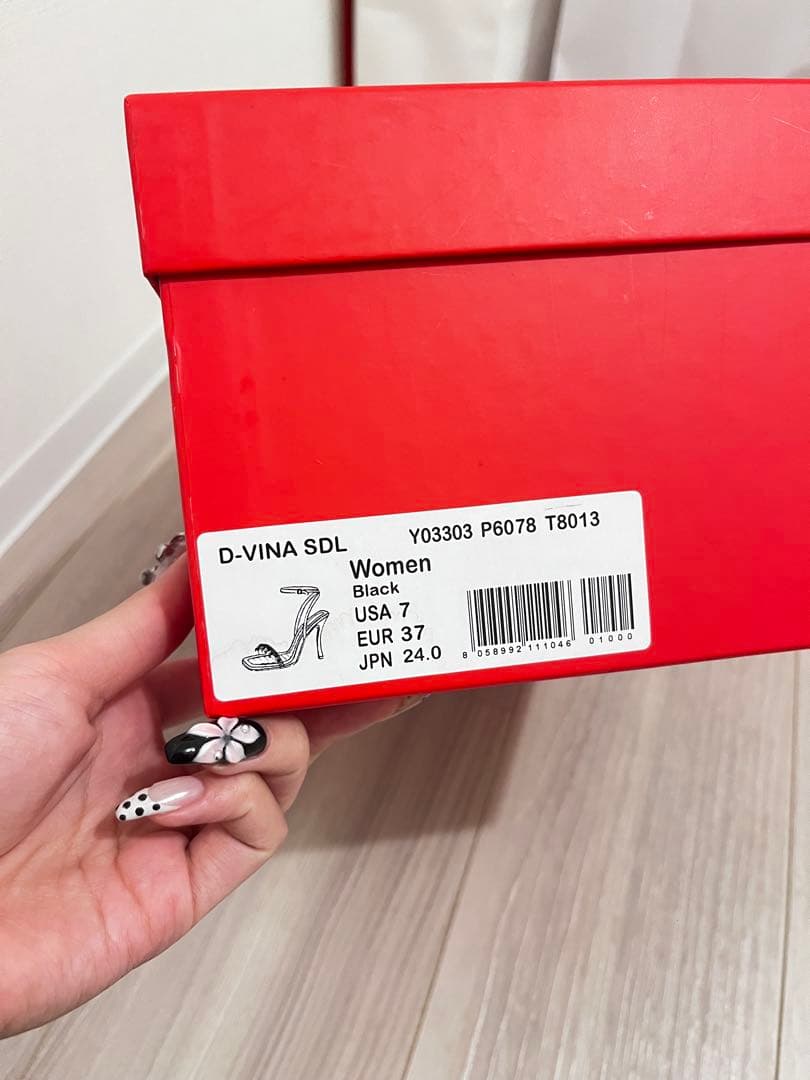 D-VINA SDL
Y03303 P6078 T8013
Women
Black
USA 7
EUR 37
JPN 24.0
8 058992 111046
01000